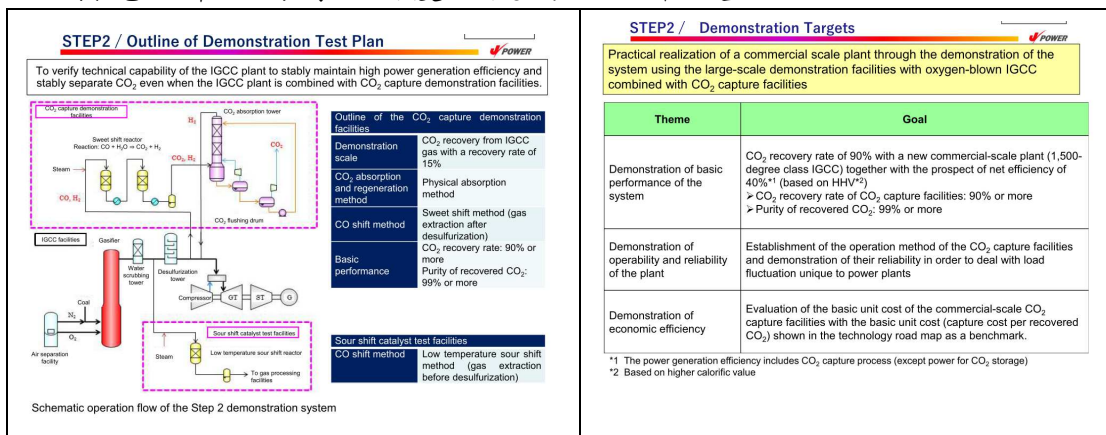 STEP2 / Outline of Demonstration Test Plan
POWER
To verify technical capability of the IGCC plant to stably maintain high power generation efficiency and
stably separate CO₂ even when the IGCC plant is combined with CO₂ capture demonstration facilities.
CO₂ capture demonstration
facilities
H₂
CO₂ absorption tower
Sweet shift reactor
Reaction: CO + H₂O ⇒ CO₂ + H₂
CO₂
CO₂, H₂
Steam
CO, H₂
CO₂ flushing drum
IGCC facilities
Gasifier
Water
scrubbing
tower
Desulfurization
tower
Coal
N₂
O₂
Air separation
facility
Compressor
GT
ST
G
Sour shift catalyst test facilities
Steam
Low temperature sour shift reactor
To gas processing
facilities
Schematic operation flow of the Step 2 demonstration system
Outline of the CO₂ capture demonstration
facilities
Demonstration
scale
CO₂ recovery from IGCC
gas with a recovery rate of
15%
CO₂ absorption
and regeneration
method
Physical absorption
method
CO shift method
Sweet shift method (gas
extraction after
desulfurization)
Basic
performance
CO₂ recovery rate: 90% or
more
Purity of recovered CO₂:
99% or more
Sour shift catalyst test facilities
CO shift method
Low temperature sour shift
method (gas extraction
before desulfurization)
STEP2 / Demonstration Targets
POWER
Practical realization of a commercial scale plant through the demonstration of the
system using the large-scale demonstration facilities with oxygen-blown IGCC
combined with CO₂ capture facilities
Theme
Goal
Demonstration of basic
performance of the
system
CO₂ recovery rate of 90% with a new commercial-scale plant (1,500-
degree class IGCC) together with the prospect of net efficiency of
40%*¹ (based on HHV*²)
➢CO₂ recovery rate of CO₂ capture facilities: 90% or more
➢Purity of recovered CO₂: 99% or more
Demonstration of
operability and reliability
of the plant
Establishment of the operation method of the CO₂ capture facilities
and demonstration of their reliability in order to deal with load
fluctuation unique to power plants
Demonstration of
economic efficiency
Evaluation of the basic unit cost of the commercial-scale CO₂
capture facilities with the basic unit cost (capture cost per recovered
CO₂) shown in the technology road map as a benchmark.
*1 The power generation efficiency includes CO₂ capture process (except power for CO₂ storage)
*2 Based on higher calorific value